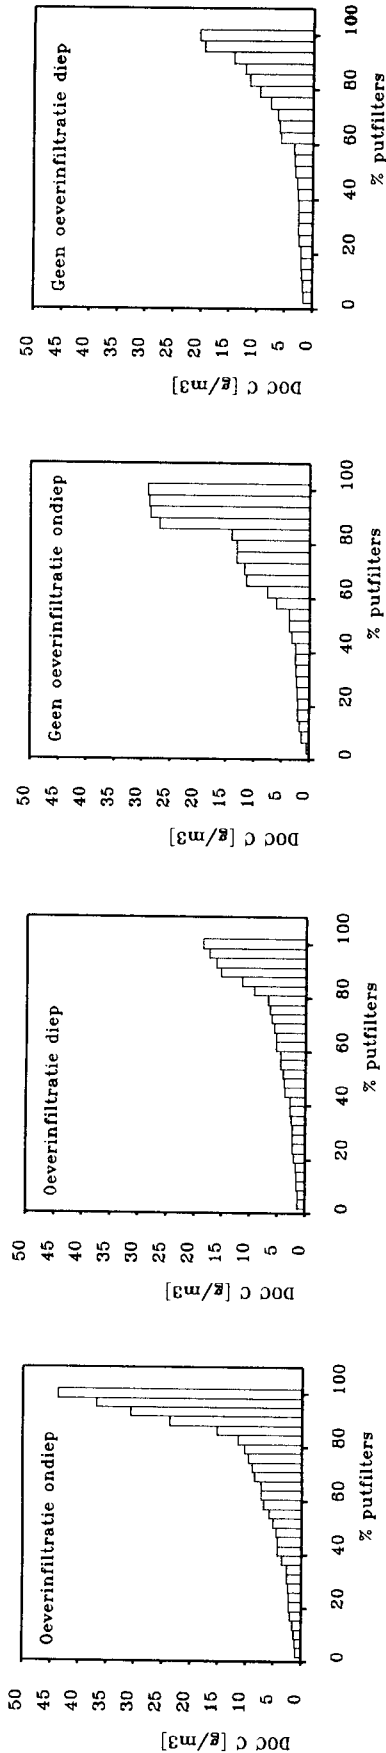 50
45
40
35
30
25
20
15
10
5
0
DOC C [g/m3]
Geen oeverinfiltratie diep
0 20 40 60 80 100
% putfilters
50
45
40
35
30
25
20
15
10
5
0
DOC C [g/m3]
Geen oeverinfiltratie ondiep
0 20 40 60 80 100
% putfilters
50
45
40
35
30
25
20
15
10
5
0
DOC C [g/m3]
Oeverinfiltratie diep
0 20 40 60 80 100
% putfilters
50
45
40
35
30
25
20
15
10
5
0
DOC C [g/m3]
Oeverinfiltratie ondiep
0 20 40 60 80 100
% putfilters